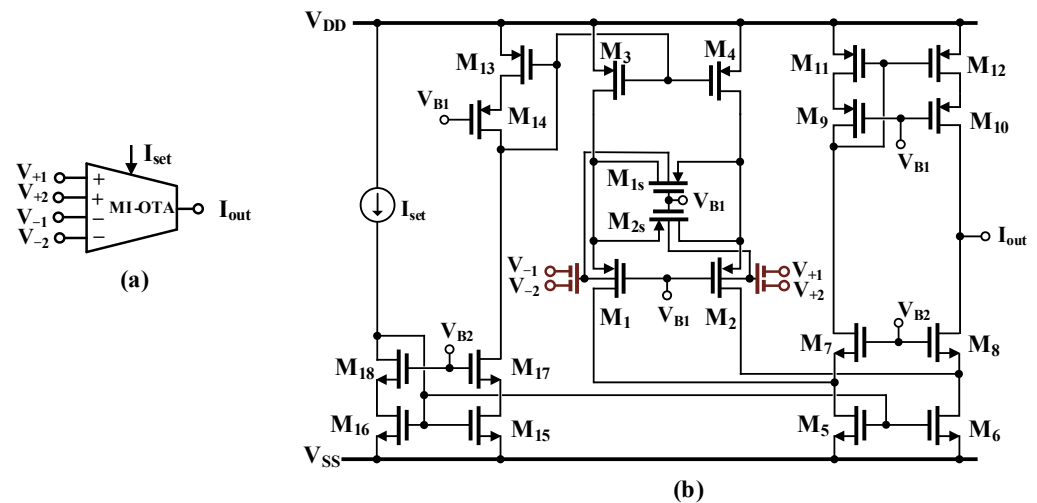 V+1
V+2
V−1
V−2
+
+
−
−
Iset
MI-OTA
Iout
(a)
VDD
M13
M3
M4
M11
M12
VB1
M14
M9
M10
VB1
M1s
VB1
M2s
Iset
Iout
V−1
V−2
V+1
V+2
M1
VB1
M2
VB2
VB2
M18
M17
M7
M8
M16
M15
M5
M6
VSS
(b)